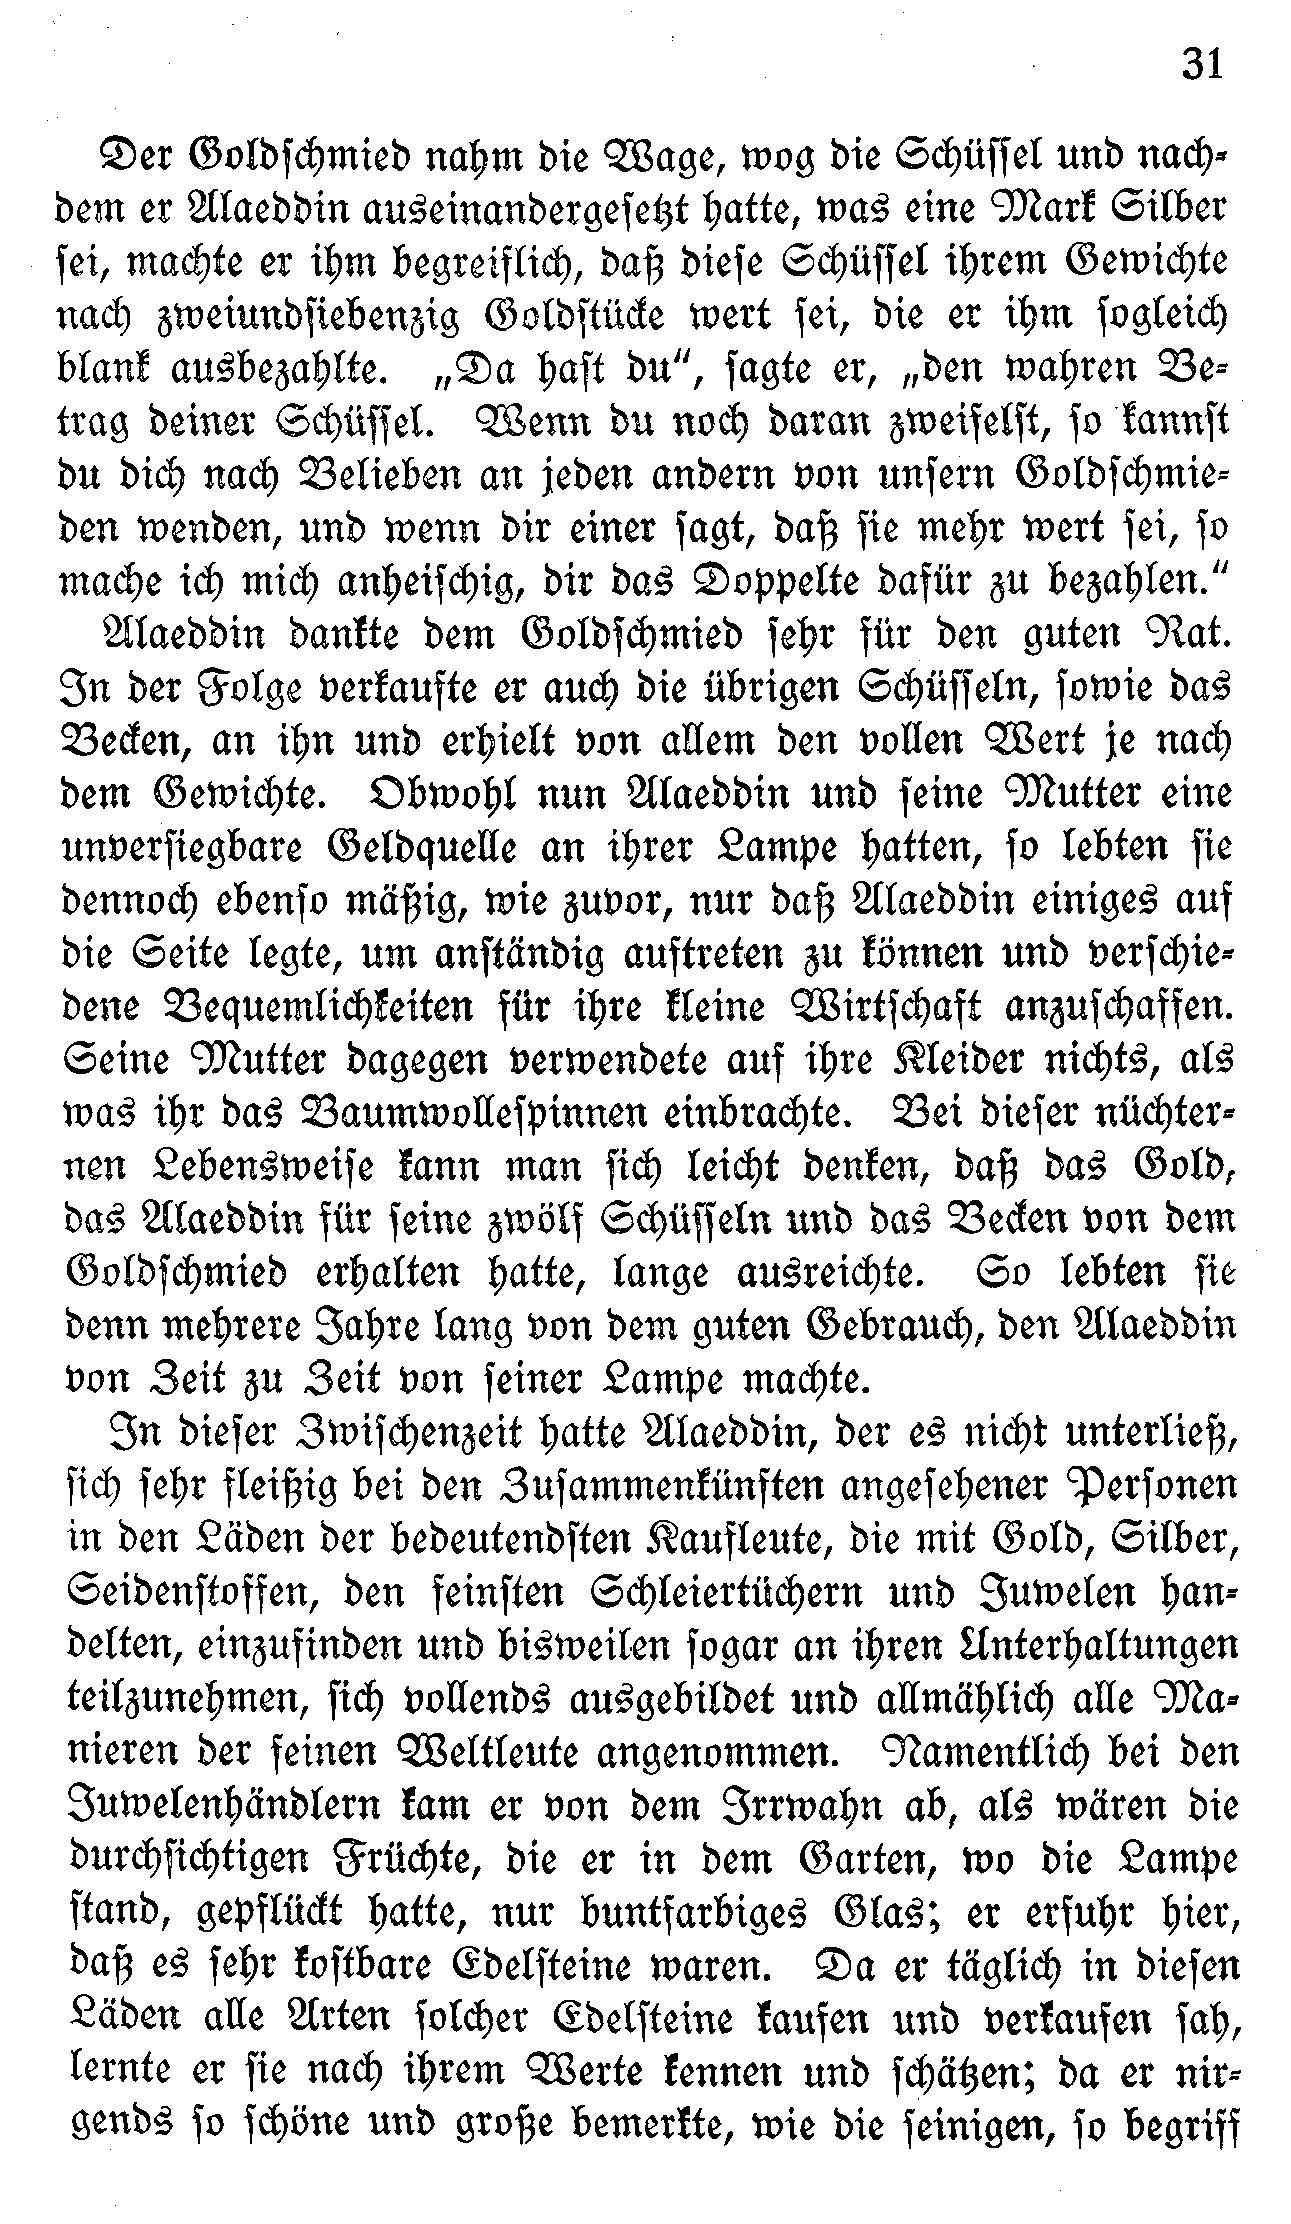 31
Der Goldschmied nahm die Wage, wog die Schüssel und nach-
dem er Alaeddin auseinandergesetzt hatte, was eine Mark Silber
sei, machte er ihm begreiflich, daß diese Schüssel ihrem Gewichte
nach zweiundsiebenzig Goldstücke wert sei, die er ihm sogleich
blank ausbezahlte. „Da hast du“, sagte er, „den wahren Be-
trag deiner Schüssel. Wenn du noch daran zweifelst, so kannst
du dich nach Belieben an jeden andern von unsern Goldschmie-
den wenden, und wenn dir einer sagt, daß sie mehr wert sei, so
mache ich mich anheischig, dir das Doppelte dafür zu bezahlen.“
Alaeddin dankte dem Goldschmied sehr für den guten Rat.
In der Folge verkaufte er auch die übrigen Schüsseln, sowie das
Becken, an ihn und erhielt von allem den vollen Wert je nach
dem Gewichte. Obwohl nun Alaeddin und seine Mutter eine
unversiegbare Geldquelle an ihrer Lampe hatten, so lebten sie
dennoch ebenso mäßig, wie zuvor, nur daß Alaeddin einiges auf
die Seite legte, um anständig auftreten zu können und verschie-
dene Bequemlichkeiten für ihre kleine Wirtschaft anzuschaffen.
Seine Mutter dagegen verwendete auf ihre Kleider nichts, als
was ihr das Baumwollespinnen einbrachte. Bei dieser nüchter-
nen Lebensweise kann man sich leicht denken, daß das Gold,
das Alaeddin für seine zwölf Schüsseln und das Becken von dem
Goldschmied erhalten hatte, lange ausreichte. So lebten sie
denn mehrere Jahre lang von dem guten Gebrauch, den Alaeddin
von Zeit zu Zeit von seiner Lampe machte.
In dieser Zwischenzeit hatte Alaeddin, der es nicht unterließ,
sich sehr fleißig bei den Zusammenkünften angesehener Personen
in den Läden der bedeutendsten Kaufleute, die mit Gold, Silber,
Seidenstoffen, den feinsten Schleiertüchern und Juwelen han-
delten, einzufinden und bisweilen sogar an ihren Unterhaltungen
teilzunehmen, sich vollends ausgebildet und allmählich alle Ma-
nieren der feinen Weltleute angenommen. Namentlich bei den
Juwelenhändlern kam er von dem Irrwahn ab, als wären die
durchsichtigen Früchte, die er in dem Garten, wo die Lampe
stand, gepflückt hatte, nur buntfarbiges Glas; er erfuhr hier,
daß es sehr kostbare Edelsteine waren. Da er täglich in diesen
Läden alle Arten solcher Edelsteine kaufen und verkaufen sah,
lernte er sie nach ihrem Werte kennen und schätzen; da er nir-
gends so schöne und große bemerkte, wie die seinigen, so begriff